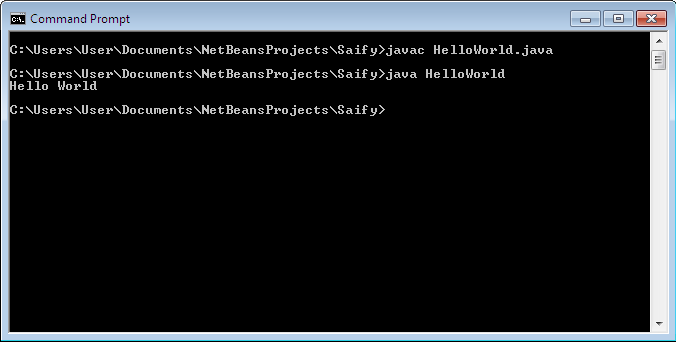 Command Prompt
C:\Users\User\Documents\NetBeansProjects\Saify>javac HelloWorld.java
C:\Users\User\Documents\NetBeansProjects\Saify>java HelloWorld
Hello World
C:\Users\User\Documents\NetBeansProjects\Saify>